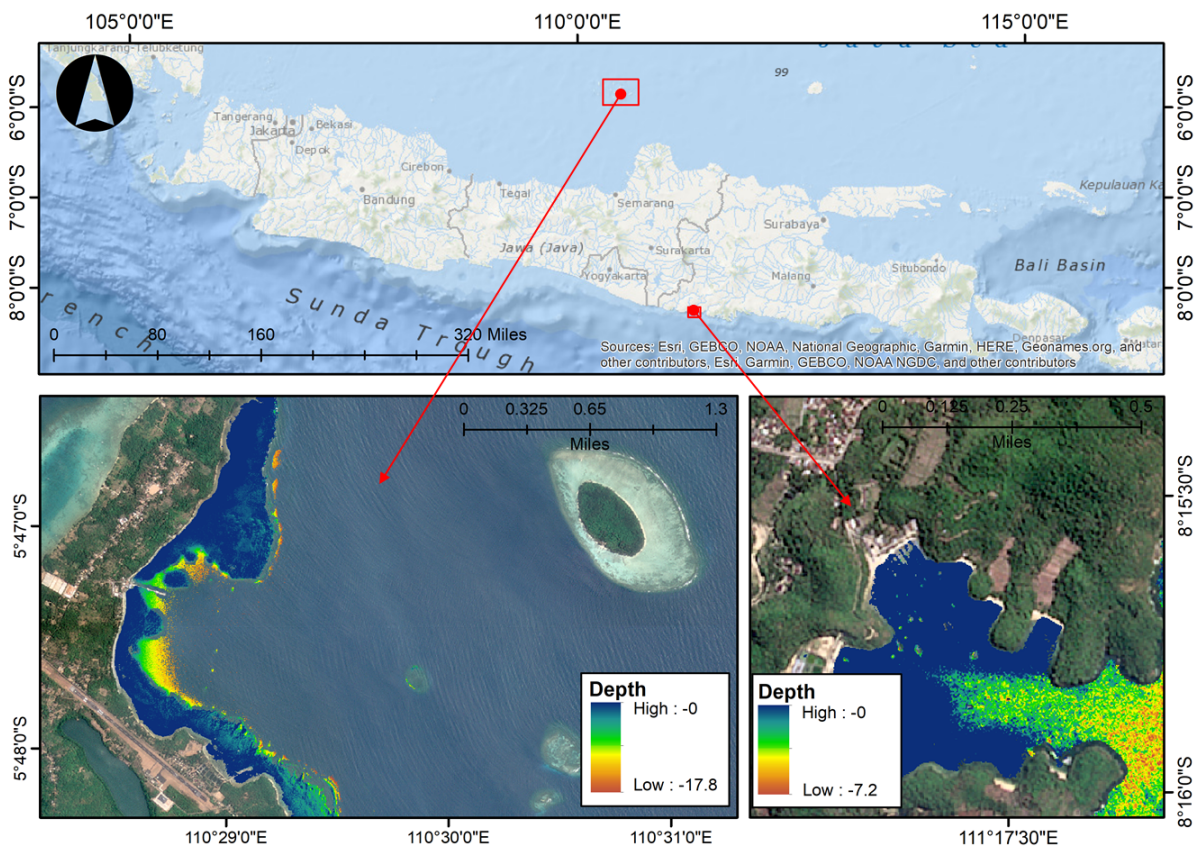 105°0'0"E
110°0'0"E
115°0'0"E
Tanjungkarang-Telubketung
99
6°0'0"S
6°0'0"S
Tangerang
Jakarta
Bekasi
Depok
Cirebon
Bandung
Tegal
Semarang
Kepulauan Ka
7°0'0"S
7°0'0"S
Surabaya
Jawa (Java)
Surakarta
Yogyakarta
Malang
Situbondo
Bali Basin
8°0'0"S
8°0'0"S
rench
Sunda Trough
Denpasar
0 80 160 320 Miles
Sources: Esri, GEBCO, NOAA, National Geographic, Garmin, HERE, Geonames.org, and
other contributors, Esri, Garmin, GEBCO, NOAA NGDC, and other contributors
0 0.325 0.65 1.3
Miles
5°47'0"S
5°48'0"S
Depth
High : -0
Low : -17.8
110°29'0"E
110°30'0"E
110°31'0"E
0 0.125 0.25 0.5
Miles
8°15'30"S
8°16'0"S
Depth
High : -0
Low : -7.2
111°17'30"E